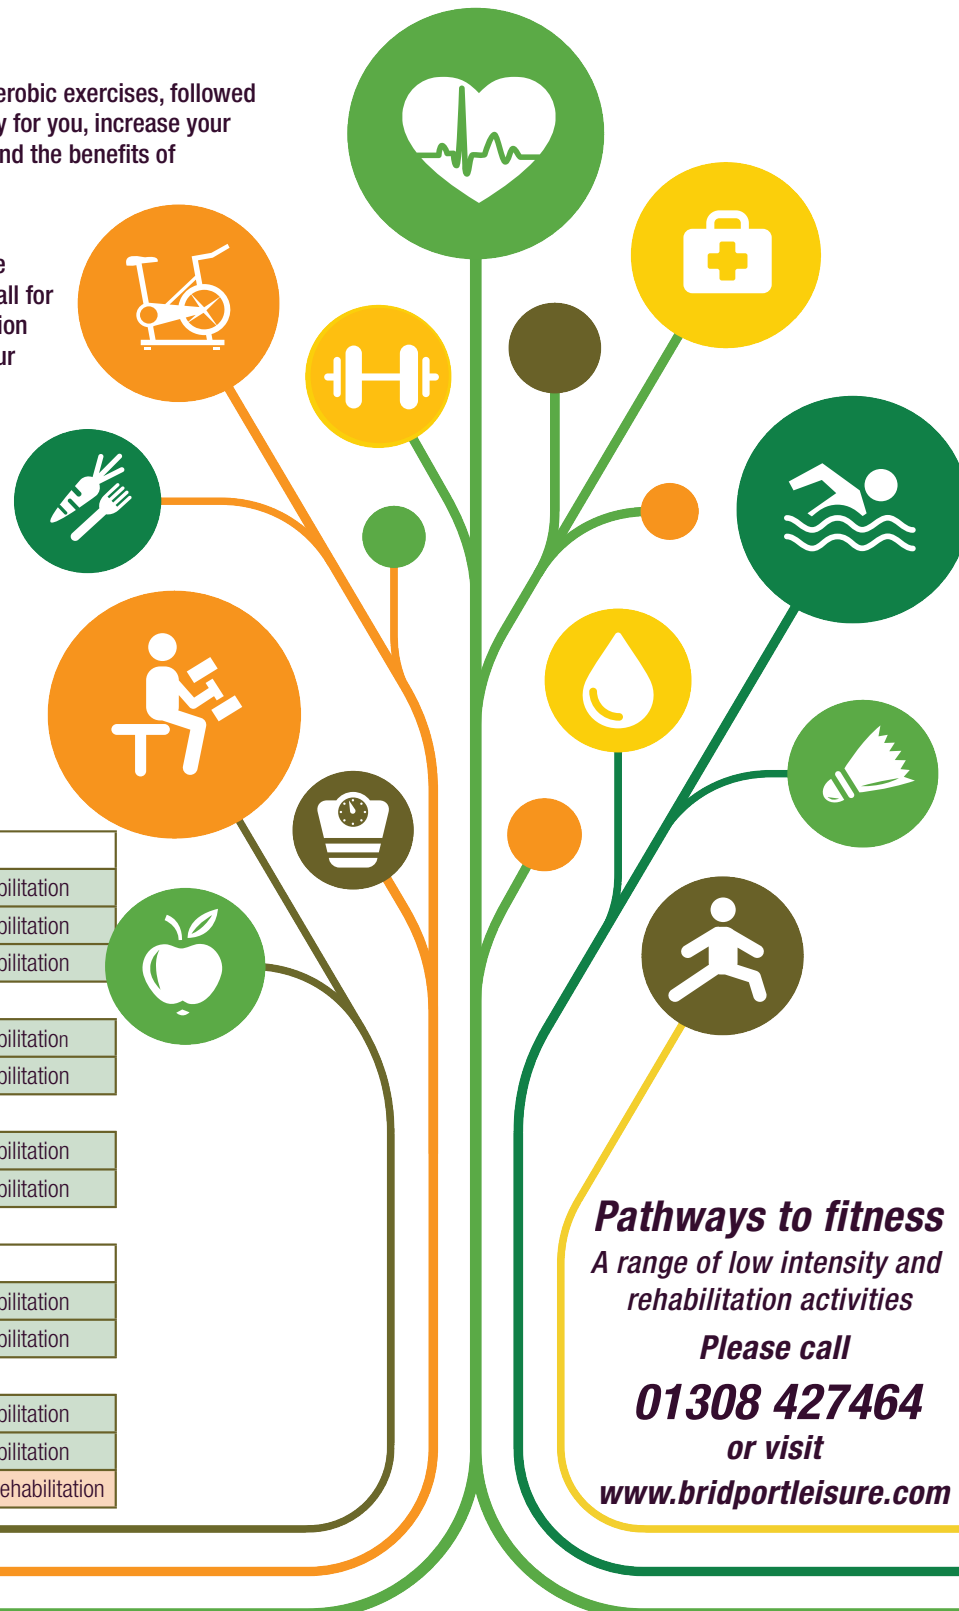 erobic exercises, followed
y for you, increase your
nd the benefits of
e
all for
ion
ur
bilitation
bilitation
bilitation
bilitation
bilitation
bilitation
bilitation
bilitation
bilitation
bilitation
bilitation
ehabilitation
Pathways to fitness
A range of low intensity and
rehabilitation activities
Please call
01308 427464
or visit
www.bridportleisure.com